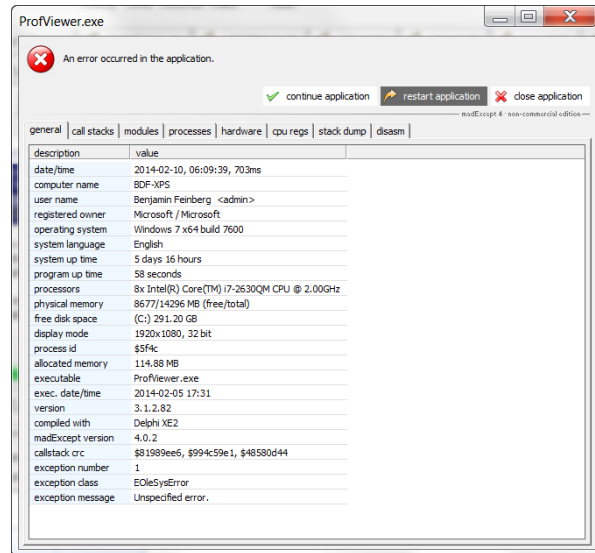 ProfViewer.exe
An error occurred in the application.
continue application restart application close application
madExcept 4 · non-commercial edition
general call stacks modules processes hardware cpu regs stack dump disasm
description value
date/time 2014-02-10, 06:09:39, 703ms
computer name BDF-XPS
user name Benjamin Feinberg <admin>
registered owner Microsoft / Microsoft
operating system Windows 7 x64 build 7600
system language English
system up time 5 days 16 hours
program up time 58 seconds
processors 8x Intel(R) Core(TM) i7-2630QM CPU @ 2.00GHz
physical memory 8677/14296 MB (free/total)
free disk space (C:) 291.20 GB
display mode 1920x1080, 32 bit
process id $5f4c
allocated memory 114.88 MB
executable ProfViewer.exe
exec. date/time 2014-02-05 17:31
version 3.1.2.82
compiled with Delphi XE2
madExcept version 4.0.2
callstack crc $81989ee6, $994c59e1, $48580d44
exception number 1
exception class EOleSysError
exception message Unspecified error.